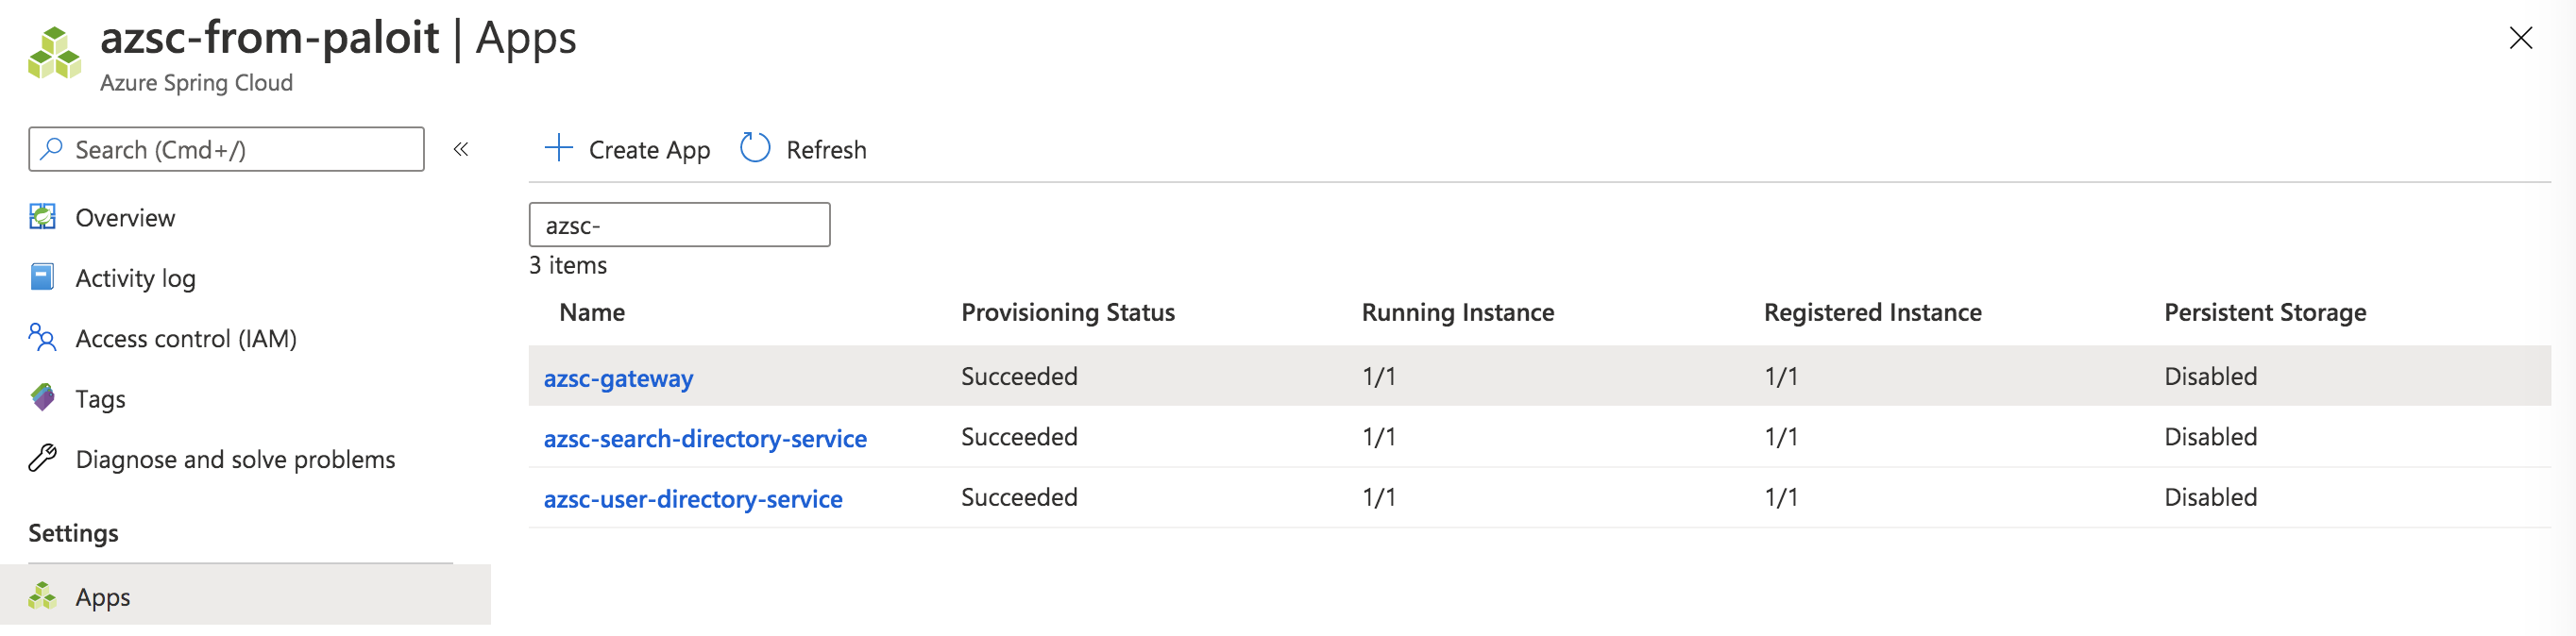 azsc-from-paloit | Apps
Azure Spring Cloud
Search (Cmd+/)
«
Overview
Activity log
Access control (IAM)
Tags
Diagnose and solve problems
Settings
Apps
Create App Refresh
azsc-
3 items
Name Provisioning Status Running Instance Registered Instance Persistent Storage
azsc-gateway Succeeded 1/1 1/1 Disabled
azsc-search-directory-service Succeeded 1/1 1/1 Disabled
azsc-user-directory-service Succeeded 1/1 1/1 Disabled